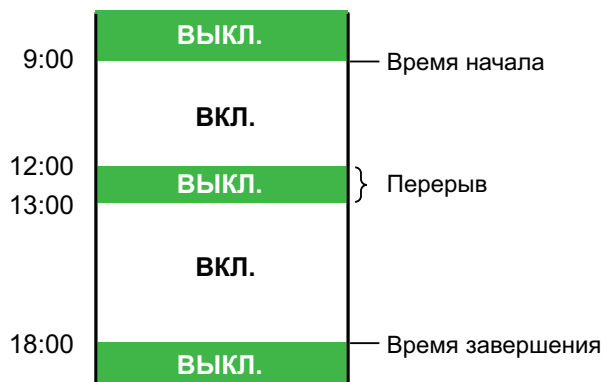 ВЫКЛ.
9:00
Время начала
ВКЛ.
12:00
ВЫКЛ.
Перерыв
13:00
ВКЛ.
18:00
Время завершения
ВЫКЛ.